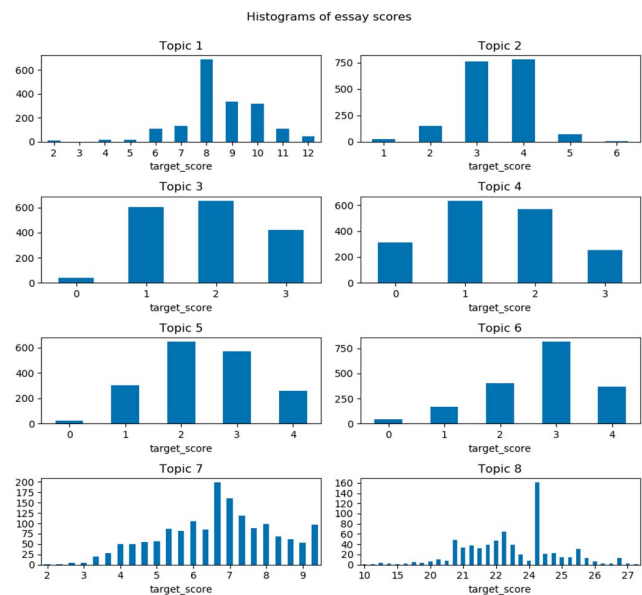 Histograms of essay scores
Topic 1
600
400
200
0
2 3 4 5 6 7 8 9 10 11 12
target_score
Topic 2
750
500
250
0
1 2 3 4 5 6
target_score
Topic 3
600
400
200
0
0 1 2 3
target_score
Topic 4
600
400
200
0
0 1 2 3
target_score
Topic 5
600
400
200
0
0 1 2 3 4
target_score
Topic 6
750
500
250
0
0 1 2 3 4
target_score
Topic 7
200
175
150
125
100
75
50
25
0
2 3 4 5 6 7 8 9
target_score
Topic 8
160
140
120
100
80
60
40
20
0
10 15 20 21 22 23 24 25 26 27
target_score